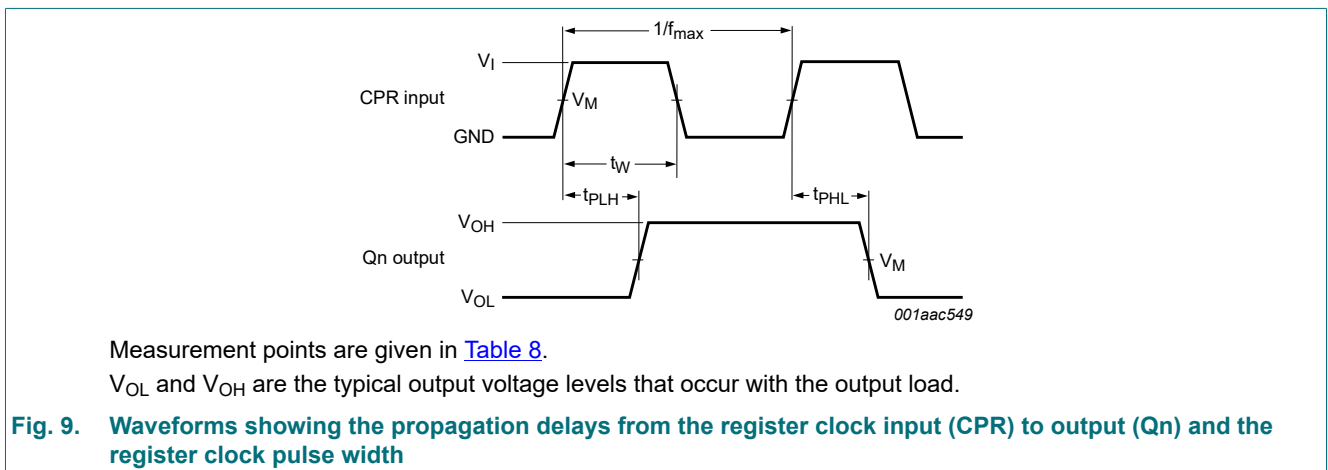 1/fmax
VI
CPR input
VM
GND
tW
tPLH
tPHL
VOH
Qn output
VM
VOL
001aac549
Measurement points are given in Table 8.
VOL and VOH are the typical output voltage levels that occur with the output load.
Fig. 9. Waveforms showing the propagation delays from the register clock input (CPR) to output (Qn) and the
register clock pulse width